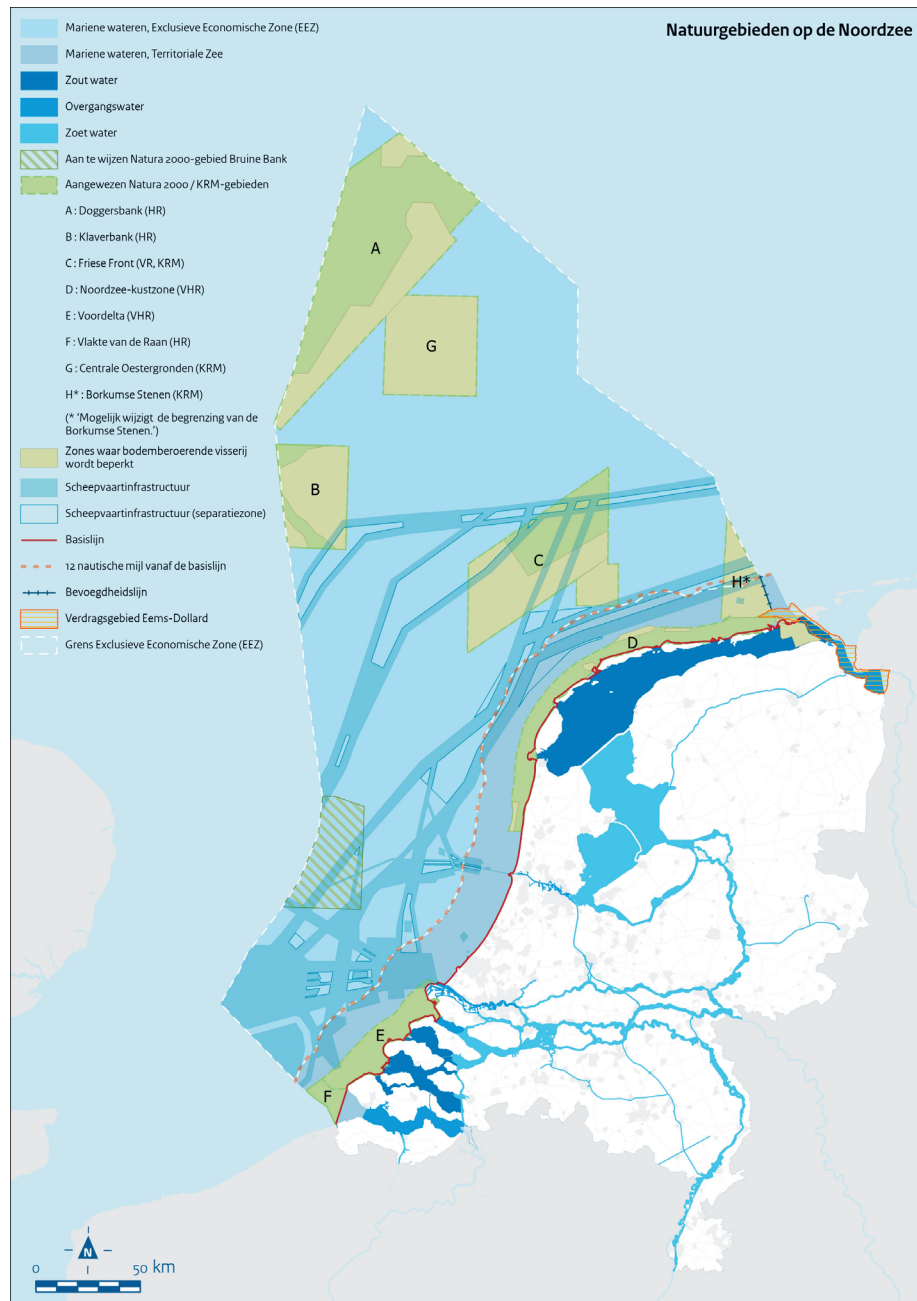 Natuurgebieden op de Noordzee
Mariene wateren, Exclusieve Economische Zone (EEZ)
Mariene wateren, Territoriale Zee
Zout water
Overgangswater
Zoet water
Aan te wijzen Natura 2000-gebied Bruine Bank
Aangewezen Natura 2000 / KRM-gebieden
A : Doggersbank (HR)
B : Klaverbank (HR)
C : Friese Front (VR, KRM)
D : Noordzee-kustzone (VHR)
E : Voordelta (VHR)
F : Vlakte van de Raan (HR)
G : Centrale Oestergronden (KRM)
H* : Borkumse Stenen (KRM)
(* ‘Mogelijk wijzigt de begrenzing van de
Borkumse Stenen.’)
Zones waar bodemberoerende visserij
wordt beperkt
Scheepvaartinfrastructuur
Scheepvaartinfrastructuur (separatiezone)
Basislijn
12 nautische mijl vanaf de basislijn
Bevoegdheidslijn
Verdragsgebied Eems-Dollard
Grens Exclusieve Economische Zone (EEZ)
A
G
B
C
H*
D
E
F
N
0 50 km